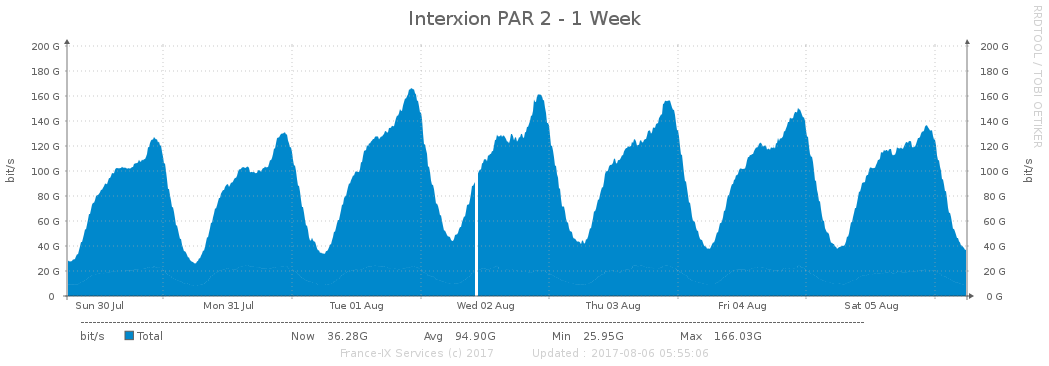 Interxion PAR 2 - 1 Week
RRDTOOL / TOBI OETIKER
200 G 200 G
180 G 180 G
160 G 160 G
140 G 140 G
120 G 120 G
100 G 100 G
80 G 80 G
60 G 60 G
40 G 40 G
20 G 20 G
0 0 G
bit/s
bit/s
Sun 30 Jul Mon 31 Jul Tue 01 Aug Wed 02 Aug Thu 03 Aug Fri 04 Aug Sat 05 Aug
bit/s Total Now 36.28G Avg 94.90G Min 25.95G Max 166.03G
France-IX Services (c) 2017 Updated : 2017-08-06 05:55:06